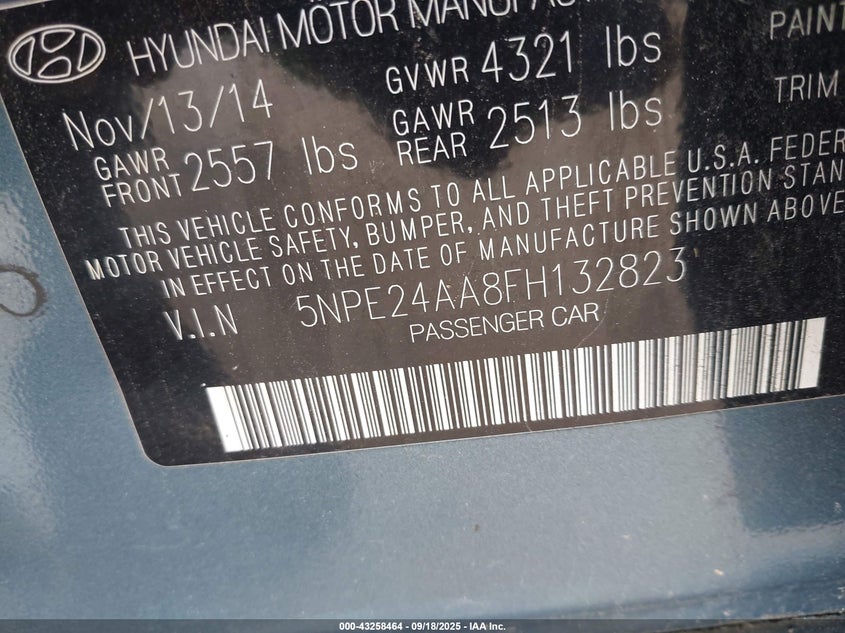 HYUNDAI MOTOR MANUFAC
Nov/13/14 GVWR 4321 lbs PAINT
GAWR FRONT 2557 lbs GAWR REAR 2513 lbs TRIM
THIS VEHICLE CONFORMS TO ALL APPLICABLE U.S.A. FEDER
MOTOR VEHICLE SAFETY, BUMPER, AND THEFT PREVENTION STAN
IN EFFECT ON THE DATE OF MANUFACTURE SHOWN ABOVE
V.I.N 5NPE24AA8FH132823
PASSENGER CAR
000-43258464 - 09/18/2025 - IAA Inc.